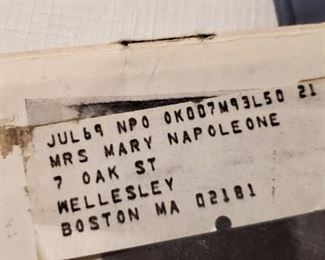 JUL69 NPO 0K007M93L50 21
MRS MARY NAPOLEONE
7 OAK ST
WELLESLEY
BOSTON MA 02181